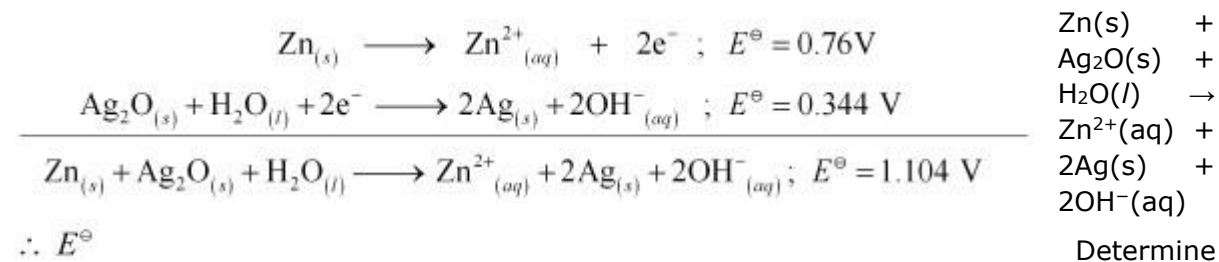 Zn(s) ⟶ Zn²⁺(aq) + 2e⁻ ; E⊖ = 0.76V
Ag₂O(s) + H₂O(l) + 2e⁻ ⟶ 2Ag(s) + 2OH⁻(aq) ; E⊖ = 0.344 V
Zn(s) + Ag₂O(s) + H₂O(l) ⟶ Zn²⁺(aq) + 2Ag(s) + 2OH⁻(aq) ; E⊖ = 1.104 V
∴ E⊖
Zn(s) +
Ag₂O(s) +
H₂O(l) →
Zn²⁺(aq) +
2Ag(s) +
2OH⁻(aq)
Determine